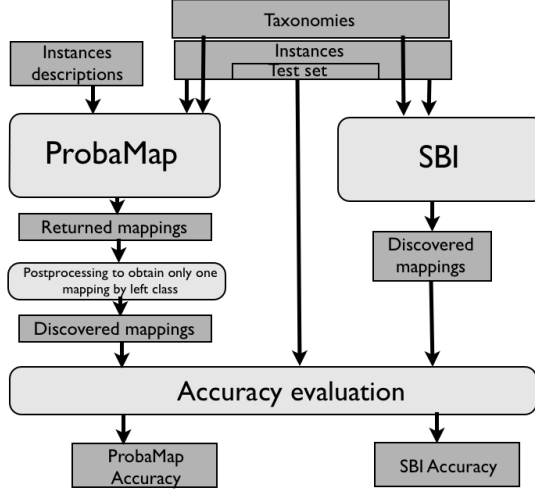 Taxonomies
Instances
Test set
Instances
descriptions
ProbaMap
SBI
Returned mappings
Discovered
mappings
Postprocessing to obtain only one
mapping by left class
Discovered mappings
Accuracy evaluation
ProbaMap
Accuracy
SBI Accuracy